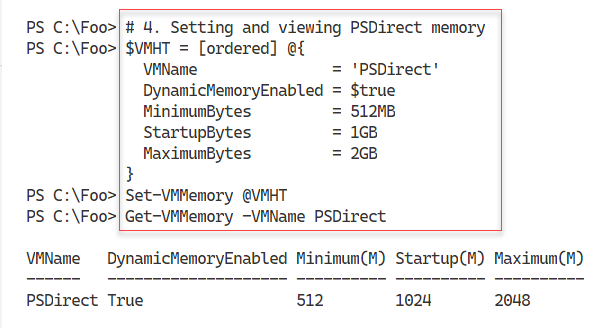 PS C:\Foo> # 4. Setting and viewing PSDirect memory
PS C:\Foo> $VMHT = [ordered] @{
  VMName               = 'PSDirect'
  DynamicMemoryEnabled = $true
  MinimumBytes         = 512MB
  StartupBytes         = 1GB
  MaximumBytes         = 2GB
}
PS C:\Foo> Set-VMMemory @VMHT
PS C:\Foo> Get-VMMemory -VMName PSDirect
VMName   DynamicMemoryEnabled Minimum(M) Startup(M) Maximum(M)
------   -------------------- ---------- ---------- ----------
PSDirect True                 512        1024       2048